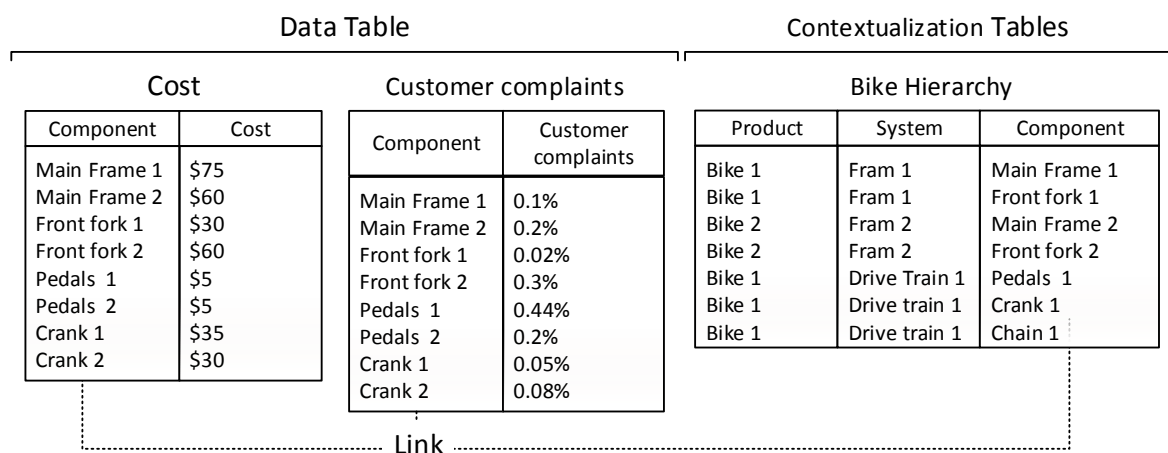 Data Table
Contextualization Tables
Cost
Component Cost
Main Frame 1 $75
Main Frame 2 $60
Front fork 1 $30
Front fork 2 $60
Pedals 1 $5
Pedals 2 $5
Crank 1 $35
Crank 2 $30
Customer complaints
Component Customer complaints
Main Frame 1 0.1%
Main Frame 2 0.2%
Front fork 1 0.02%
Front fork 2 0.3%
Pedals 1 0.44%
Pedals 2 0.2%
Crank 1 0.05%
Crank 2 0.08%
Bike Hierarchy
Product System Component
Bike 1 Fram 1 Main Frame 1
Bike 1 Fram 1 Front fork 1
Bike 2 Fram 2 Main Frame 2
Bike 2 Fram 2 Front fork 2
Bike 1 Drive Train 1 Pedals 1
Bike 1 Drive train 1 Crank 1
Bike 1 Drive train 1 Chain 1
Link